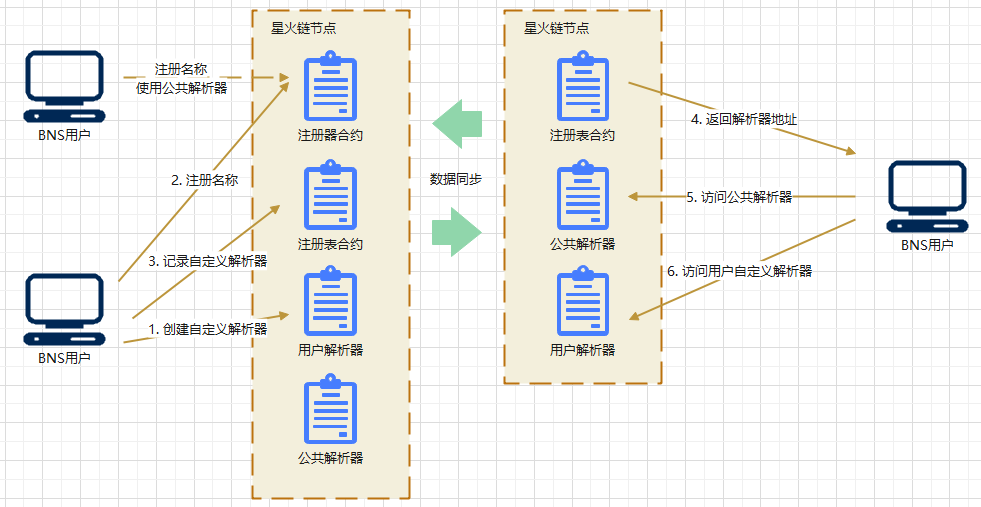 星火链节点
星火链节点
注册名称
使用公共解析器
BNS用户
注册器合约
注册表合约
4. 返回解析器地址
2. 注册名称
数据同步
5. 访问公共解析器
3. 记录自定义解析器
注册表合约
公共解析器
BNS用户
6. 访问用户自定义解析器
1. 创建自定义解析器
BNS用户
用户解析器
用户解析器
公共解析器